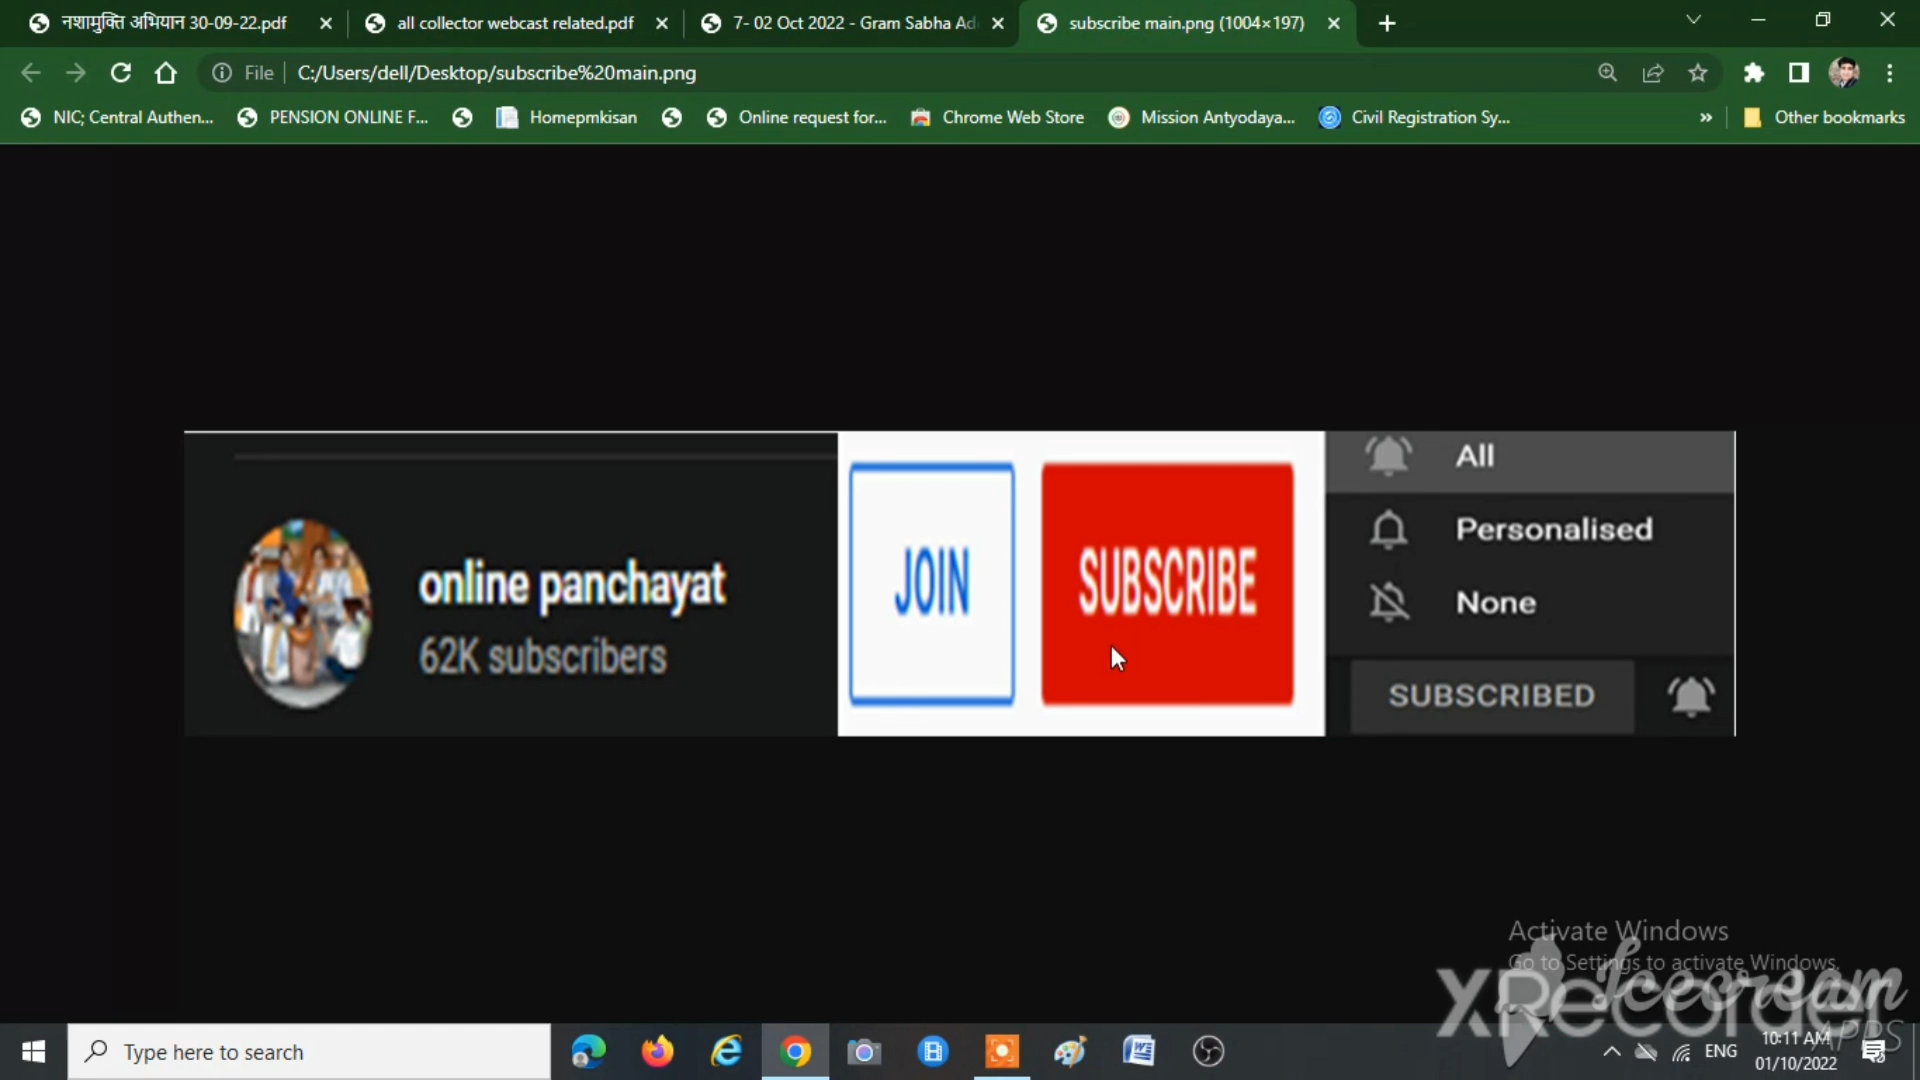 नशामुक्ति अभियान 30-09-22.pdf
all collector webcast related.pdf
7- 02 Oct 2022 - Gram Sabha Ad
subscribe main.png (1004×197)
File
C:/Users/dell/Desktop/subscribe%20main.png
NIC; Central Authen...
PENSION ONLINE F...
Homepmkisan
Online request for...
Chrome Web Store
Mission Antyodaya...
Civil Registration Sy...
»
Other bookmarks
online panchayat
62K subscribers
JOIN
SUBSCRIBE
All
Personalised
None
SUBSCRIBED
Activate Windows
Go to Settings to activate Windows.
Icecream
APPS
XRecorder
Type here to search
ENG
10:11 AM
01/10/2022